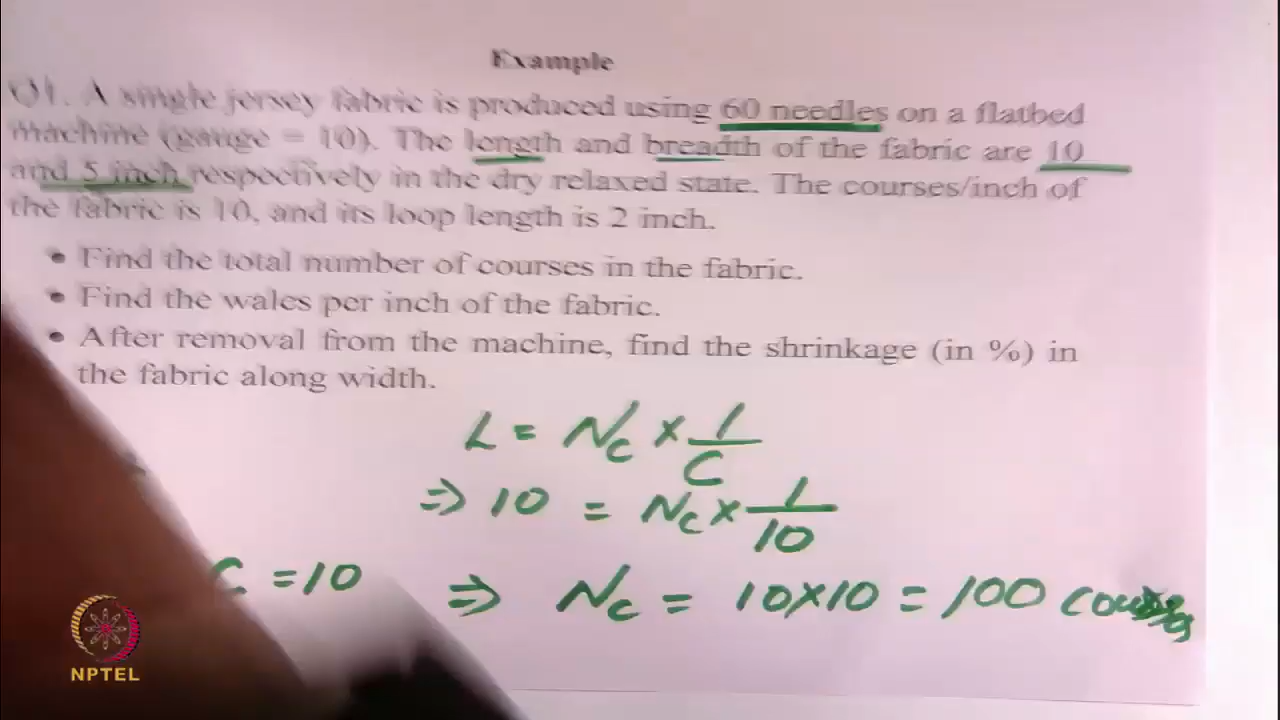 Example
Q1. A single jersey fabric is produced using 60 needles on a flatbed
machine (gauge = 10). The length and breadth of the fabric are 10
and 5 inch respectively in the dry relaxed state. The courses/inch of
the fabric is 10, and its loop length is 2 inch.
• Find the total number of courses in the fabric.
• Find the wales per inch of the fabric.
• After removal from the machine, find the shrinkage (in %) in
the fabric along width.
L = Nc × 1/C
⇒ 10 = Nc × 1/10
C = 10 ⇒ Nc = 10×10 = 100 courses
NPTEL